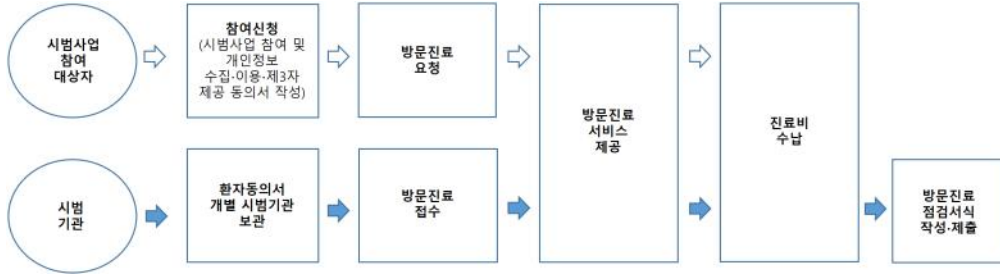 시범사업
참여
대상자
참여신청
(시범사업 참여 및
개인정보
수집·이용·제3자
제공 동의서 작성)
방문진료
요청
방문진료
서비스
제공
진료비
수납
시범
기관
환자동의서
개별 시범기관
보관
방문진료
접수
방문진료
점검서식
작성·제출